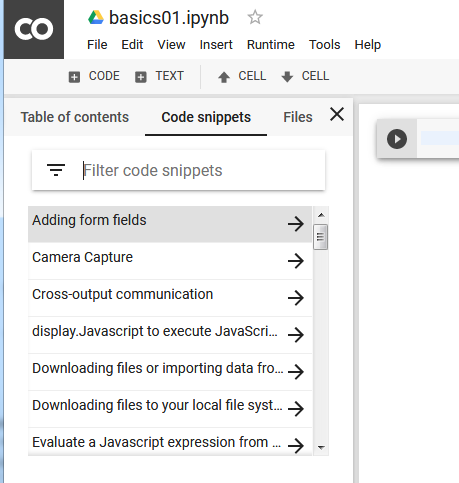 CO
basics01.ipynb
File Edit View Insert Runtime Tools Help
CODE TEXT CELL CELL
Table of contents Code snippets Files
Filter code snippets
Adding form fields
Camera Capture
Cross-output communication
display.Javascript to execute JavaScri...
Downloading files or importing data fro...
Downloading files to your local file syst...
Evaluate a Javascript expression from ...